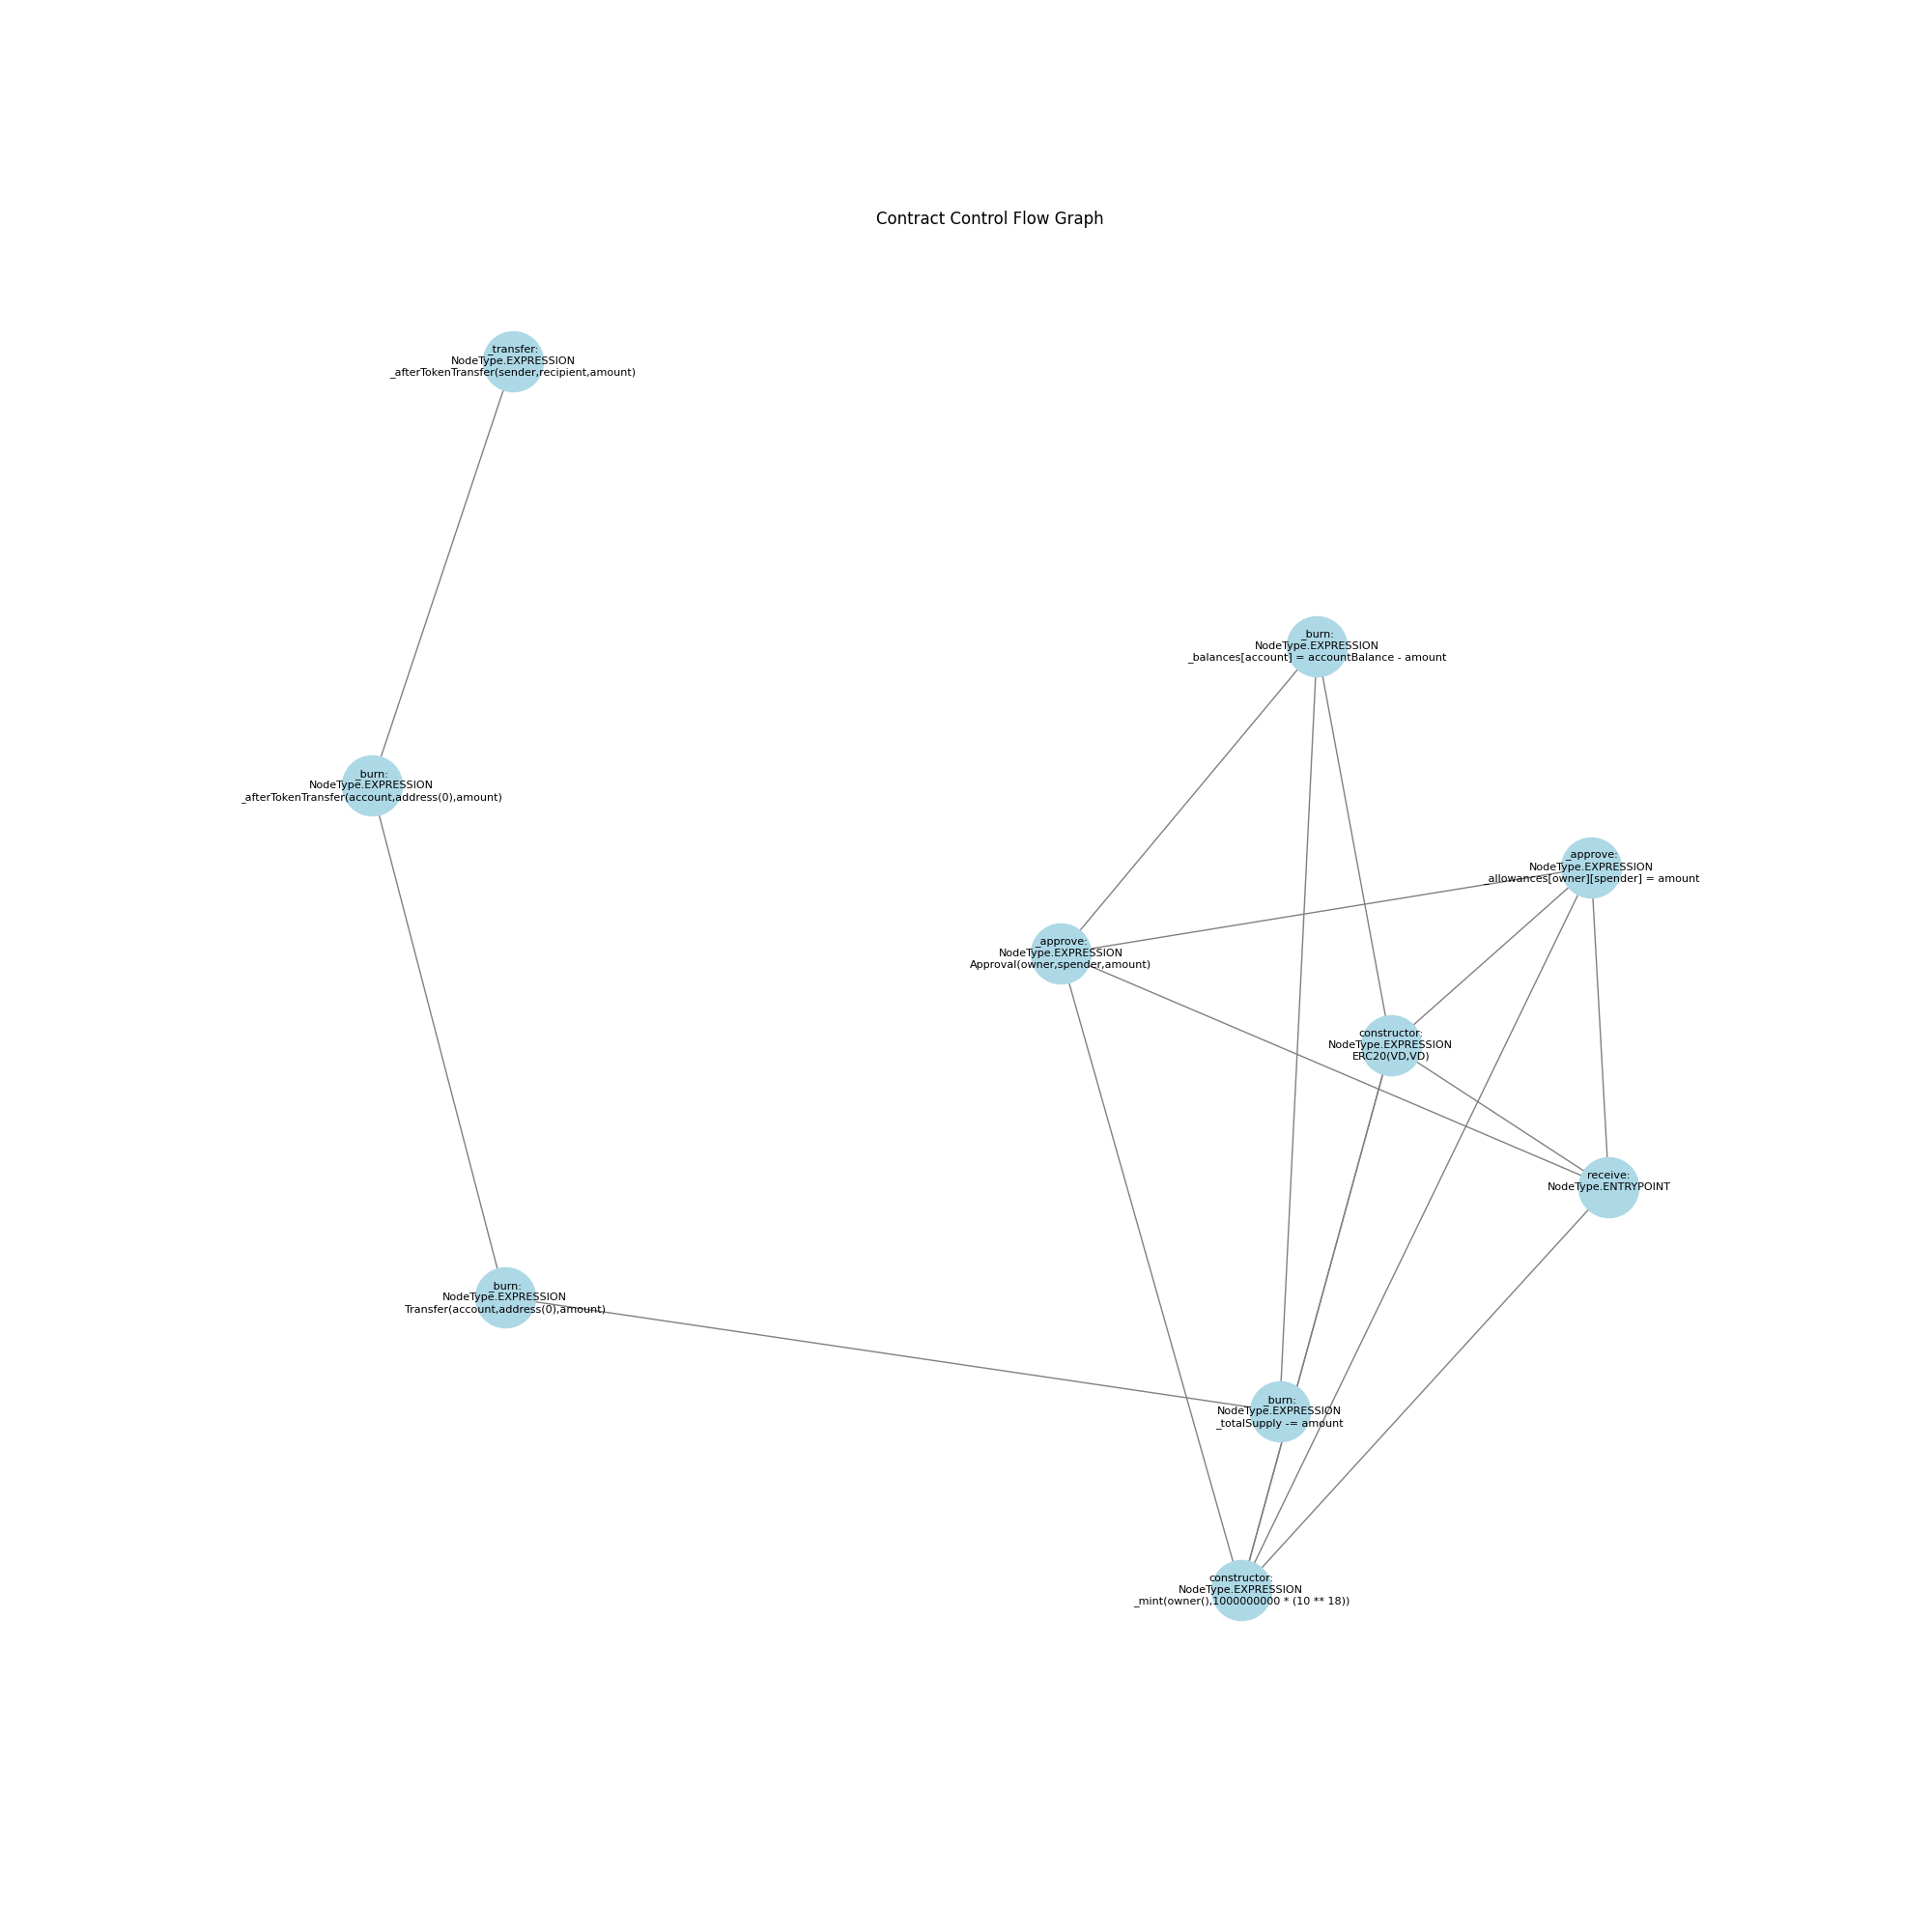 Contract Control Flow Graph
_transfer:
NodeType.EXPRESSION
_afterTokenTransfer(sender,recipient,amount)
_burn:
NodeType.EXPRESSION
_balances[account] = accountBalance - amount
_burn:
NodeType.EXPRESSION
_afterTokenTransfer(account,address(0),amount)
_approve:
NodeType.EXPRESSION
_allowances[owner][spender] = amount
_approve:
NodeType.EXPRESSION
Approval(owner,spender,amount)
constructor:
NodeType.EXPRESSION
ERC20(VD,VD)
receive:
NodeType.ENTRYPOINT
_burn:
NodeType.EXPRESSION
Transfer(account,address(0),amount)
_burn:
NodeType.EXPRESSION
_totalSupply -= amount
constructor:
NodeType.EXPRESSION
_mint(owner(),1000000000 * (10 ** 18))